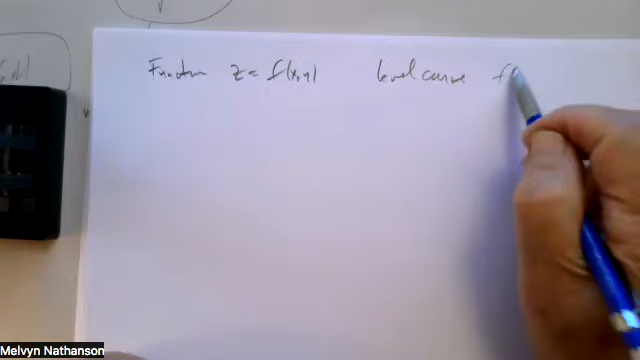 Function z = f(x,y) level curve f(
Melvyn Nathanson